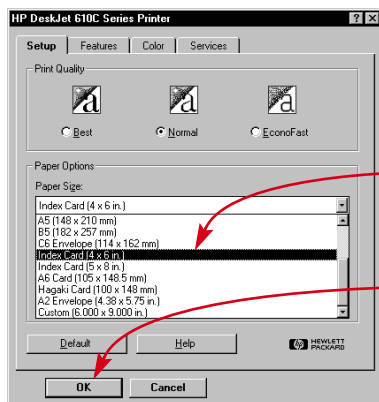 HP DeskJet 610C Series Printer
Setup Features Color Services
Print Quality
a a a
Best Normal EconoFast
Paper Options
Paper Size:
Index Card (4 x 6 in.)
A5 (148 x 210 mm)
B5 (182 x 257 mm)
C6 Envelope (114 x 162 mm)
Index Card (4 x 6 in.)
Index Card (5 x 8 in.)
A6 Card (105 x 148.5 mm)
Hagaki Card (100 x 148 mm)
A2 Envelope (4.38 x 5.75 in.)
Custom (6.000 x 9.000 in.)
Default Help hp HEWLETT
PACKARD
OK Cancel